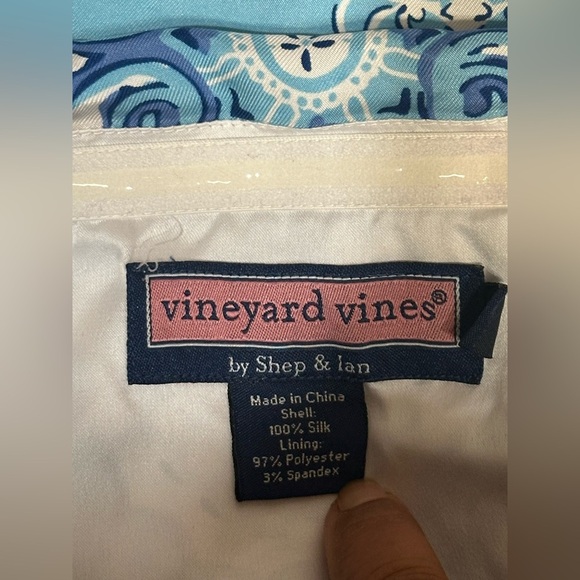 vineyard vines®
by Shep & Ian
Made in China
Shell:
100% Silk
Lining:
97% Polyester
3% Spandex